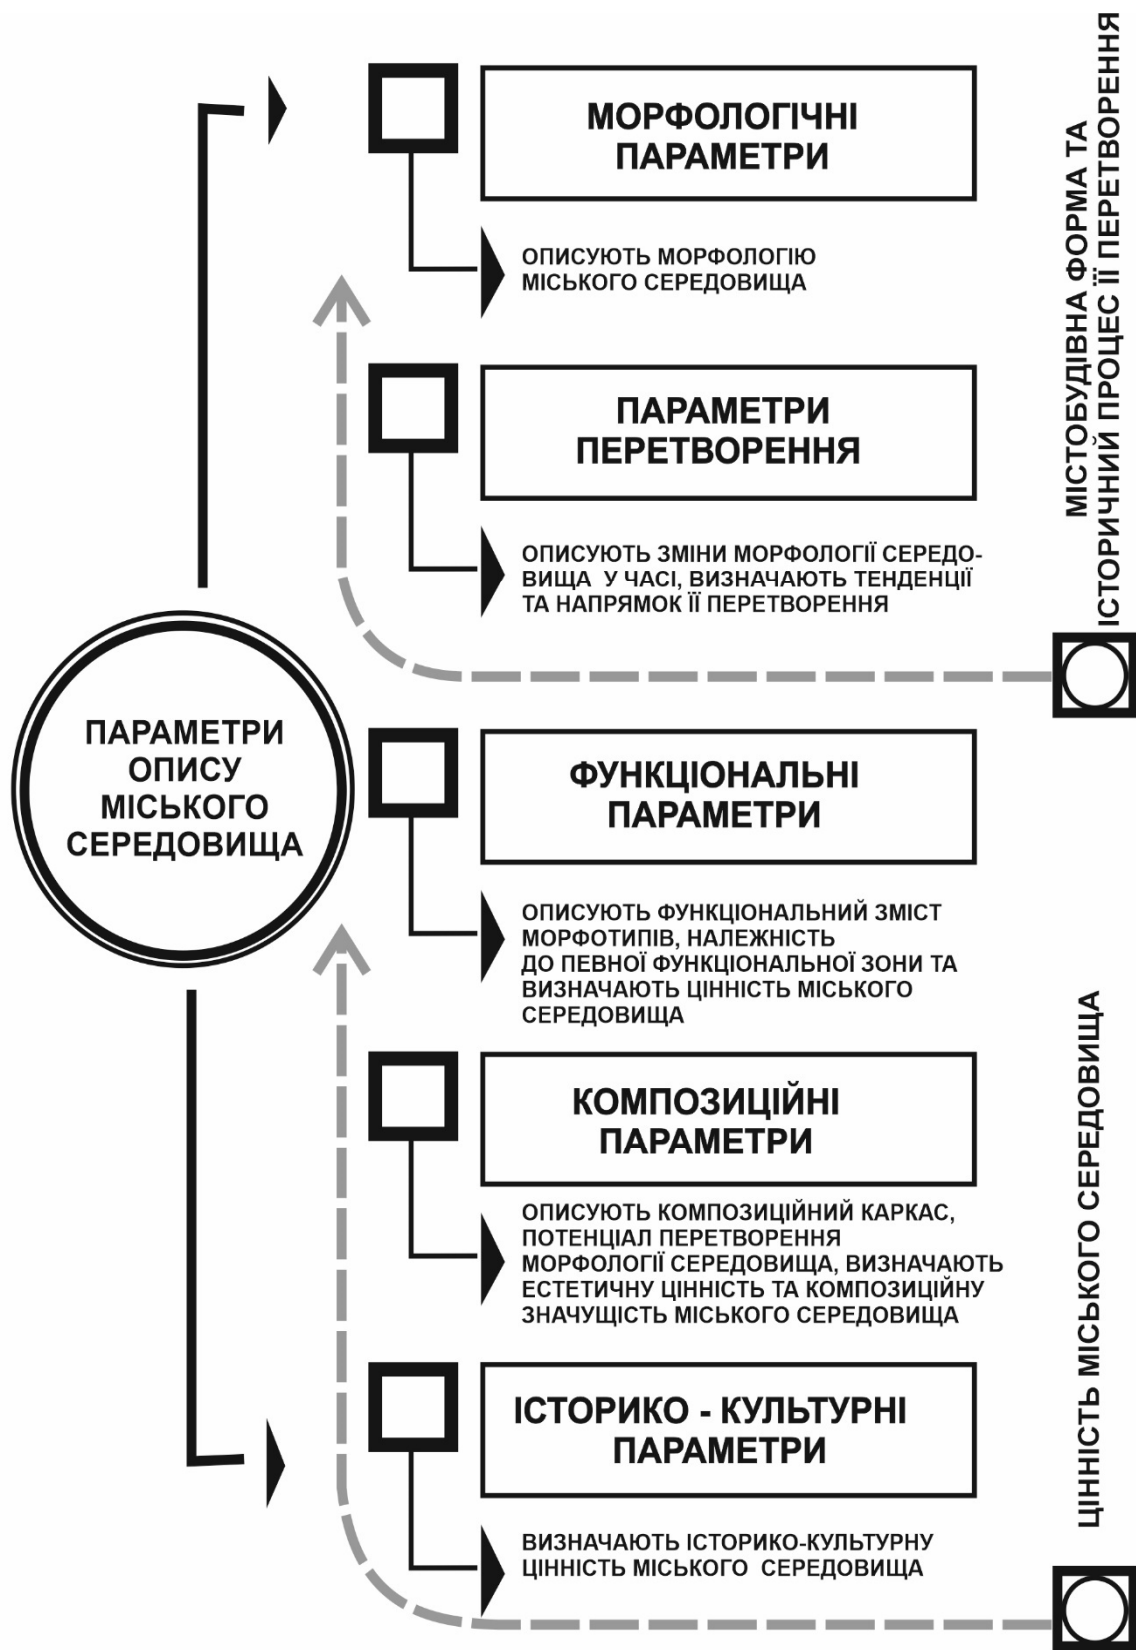 МОРФОЛОГІЧНІ
ПАРАМЕТРИ
ОПИСУЮТЬ МОРФОЛОГІЮ
МІСЬКОГО СЕРЕДОВИЩА
ПАРАМЕТРИ
ПЕРЕТВОРЕННЯ
ОПИСУЮТЬ ЗМІНИ МОРФОЛОГІЇ СЕРЕДО-
ВИЩА У ЧАСІ, ВИЗНАЧАЮТЬ ТЕНДЕНЦІЇ
ТА НАПРЯМОК ЇЇ ПЕРЕТВОРЕННЯ
МІСТОБУДІВНА ФОРМА ТА
ІСТОРИЧНИЙ ПРОЦЕС ЇЇ ПЕРЕТВОРЕННЯ
ПАРАМЕТРИ
ОПИСУ
МІСЬКОГО
СЕРЕДОВИЩА
ФУНКЦІОНАЛЬНІ
ПАРАМЕТРИ
ОПИСУЮТЬ ФУНКЦІОНАЛЬНИЙ ЗМІСТ
МОРФОТИПІВ, НАЛЕЖНІСТЬ
ДО ПЕВНОЇ ФУНКЦІОНАЛЬНОЇ ЗОНИ ТА
ВИЗНАЧАЮТЬ ЦІННІСТЬ МІСЬКОГО
СЕРЕДОВИЩА
КОМПОЗИЦІЙНІ
ПАРАМЕТРИ
ОПИСУЮТЬ КОМПОЗИЦІЙНИЙ КАРКАС,
ПОТЕНЦІАЛ ПЕРЕТВОРЕННЯ
МОРФОЛОГІЇ СЕРЕДОВИЩА, ВИЗНАЧАЮТЬ
ЕСТЕТИЧНУ ЦІННІСТЬ ТА КОМПОЗИЦІЙНУ
ЗНАЧУЩІСТЬ МІСЬКОГО СЕРЕДОВИЩА
ІСТОРИКО - КУЛЬТУРНІ
ПАРАМЕТРИ
ВИЗНАЧАЮТЬ ІСТОРИКО-КУЛЬТУРНУ
ЦІННІСТЬ МІСЬКОГО СЕРЕДОВИЩА
ЦІННІСТЬ МІСЬКОГО СЕРЕДОВИЩА